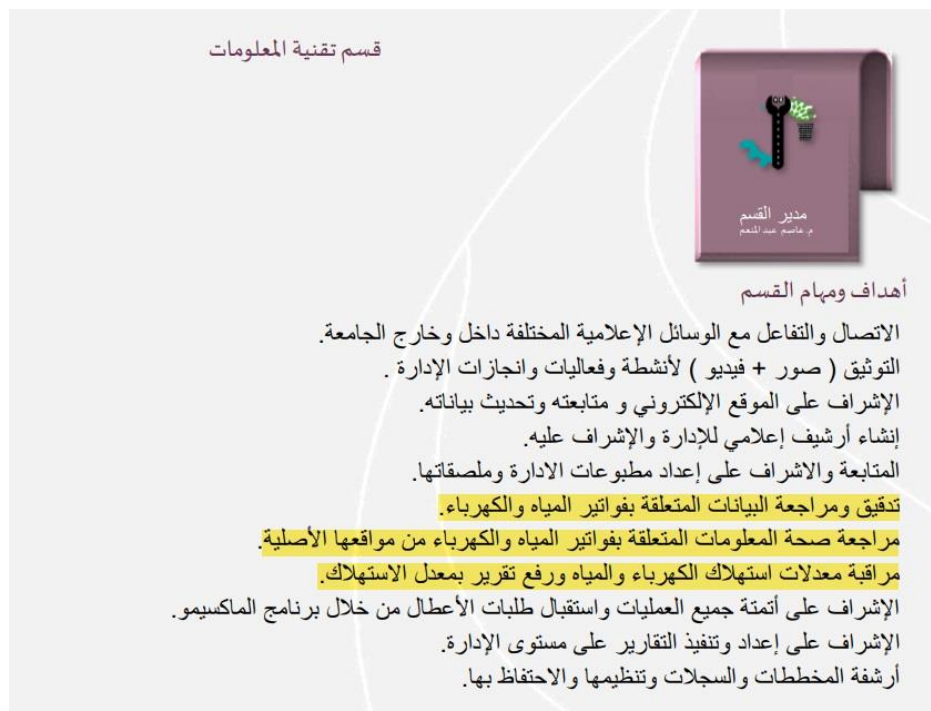 قسم تقنية المعلومات
مدير القسم
م. عاصم عبد المنعم
أهداف ومهام القسم
الاتصال والتفاعل مع الوسائل الإعلامية المختلفة داخل وخارج الجامعة.
التوثيق ( صور + فيديو ) لأنشطة وفعاليات وانجازات الإدارة .
الإشراف على الموقع الإلكتروني و متابعته وتحديث بياناته.
إنشاء أرشيف إعلامي للإدارة والإشراف عليه.
المتابعة والاشراف على إعداد مطبوعات الادارة وملصقاتها.
تدقيق ومراجعة البيانات المتعلقة بفواتير المياه والكهرباء.
مراجعة صحة المعلومات المتعلقة بفواتير المياه والكهرباء من مواقعها الأصلية.
مراقبة معدلات استهلاك الكهرباء والمياه ورفع تقرير بمعدل الاستهلاك.
الإشراف على أتمتة جميع العمليات واستقبال طلبات الأعطال من خلال برنامج الماكسيمو.
الإشراف على إعداد وتنفيذ التقارير على مستوى الإدارة.
أرشفة المخططات والسجلات وتنظيمها والاحتفاظ بها.